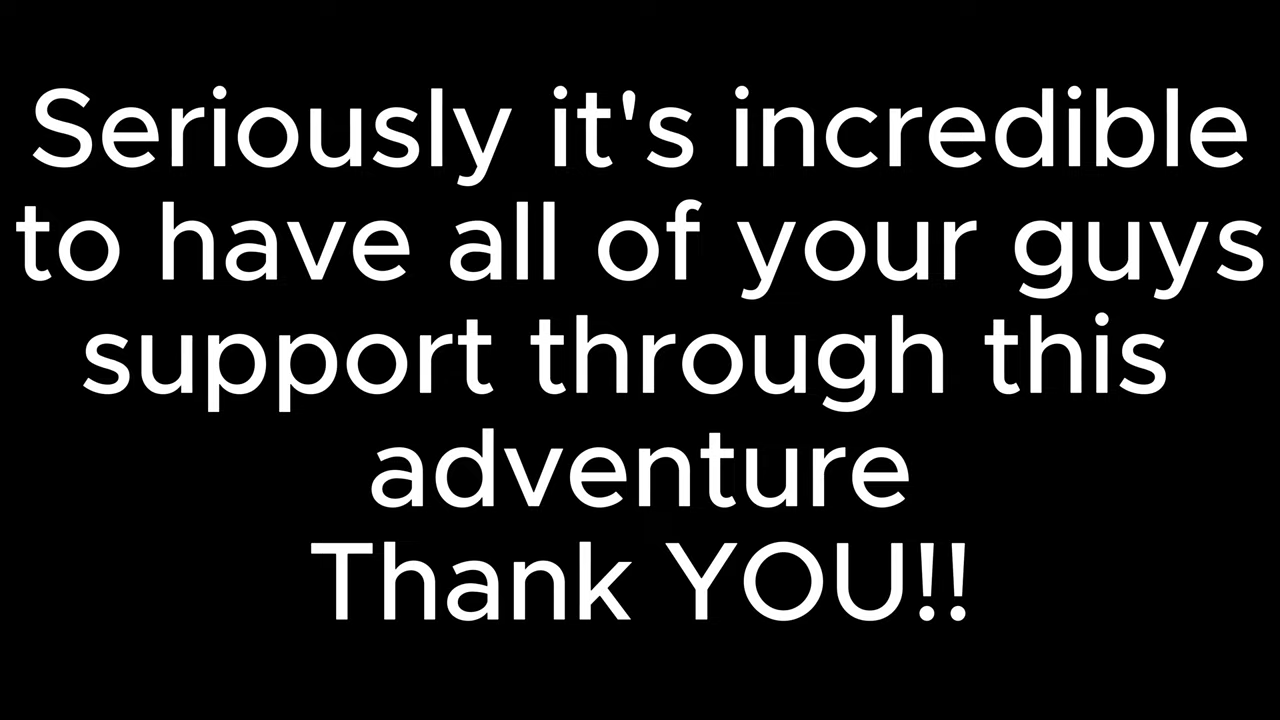 Seriously it's incredible
to have all of your guys
support through this
adventure
Thank YOU!!